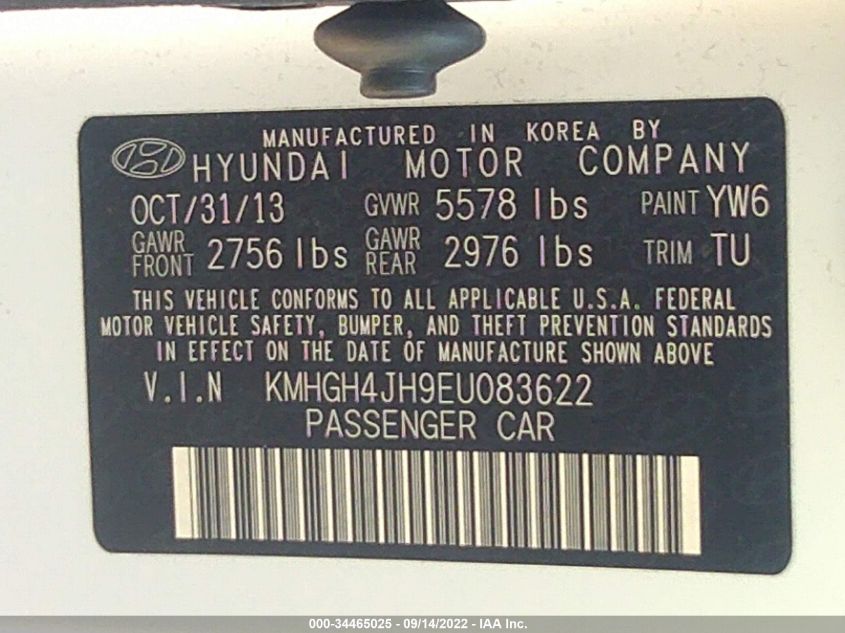 MANUFACTURED IN KOREA BY
HYUNDAI MOTOR COMPANY
OCT/31/13 GVWR 5578 lbs PAINT YW6
GAWR FRONT 2756 lbs GAWR REAR 2976 lbs TRIM TU
THIS VEHICLE CONFORMS TO ALL APPLICABLE U.S.A. FEDERAL
MOTOR VEHICLE SAFETY, BUMPER, AND THEFT PREVENTION STANDARDS
IN EFFECT ON THE DATE OF MANUFACTURE SHOWN ABOVE
V.I.N KMHGH4JH9EU083622
PASSENGER CAR
000-34465025 - 09/14/2022 - IAA Inc.